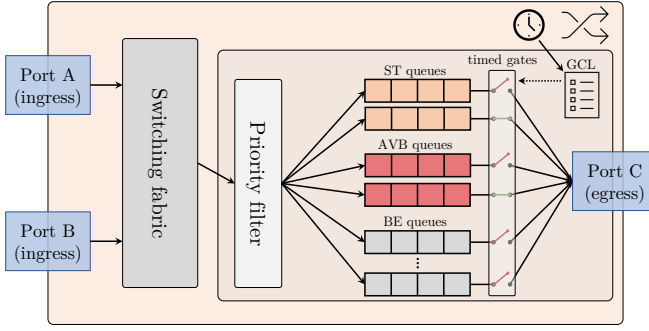 Port A
(ingress)
Port B
(ingress)
Switching fabric
Priority filter
ST queues
AVB queues
BE queues
timed gates
GCL
Port C
(egress)